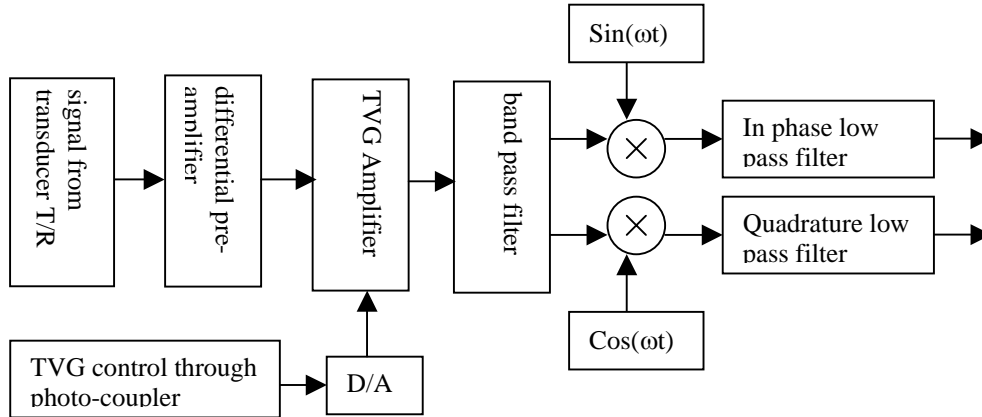 Sin(ωt)
signal from
transducer T/R
differential pre-
amplifier
TVG Amplifier
band pass filter
In phase low
pass filter
Quadrature low
pass filter
Cos(ωt)
TVG control through
photo-coupler
D/A